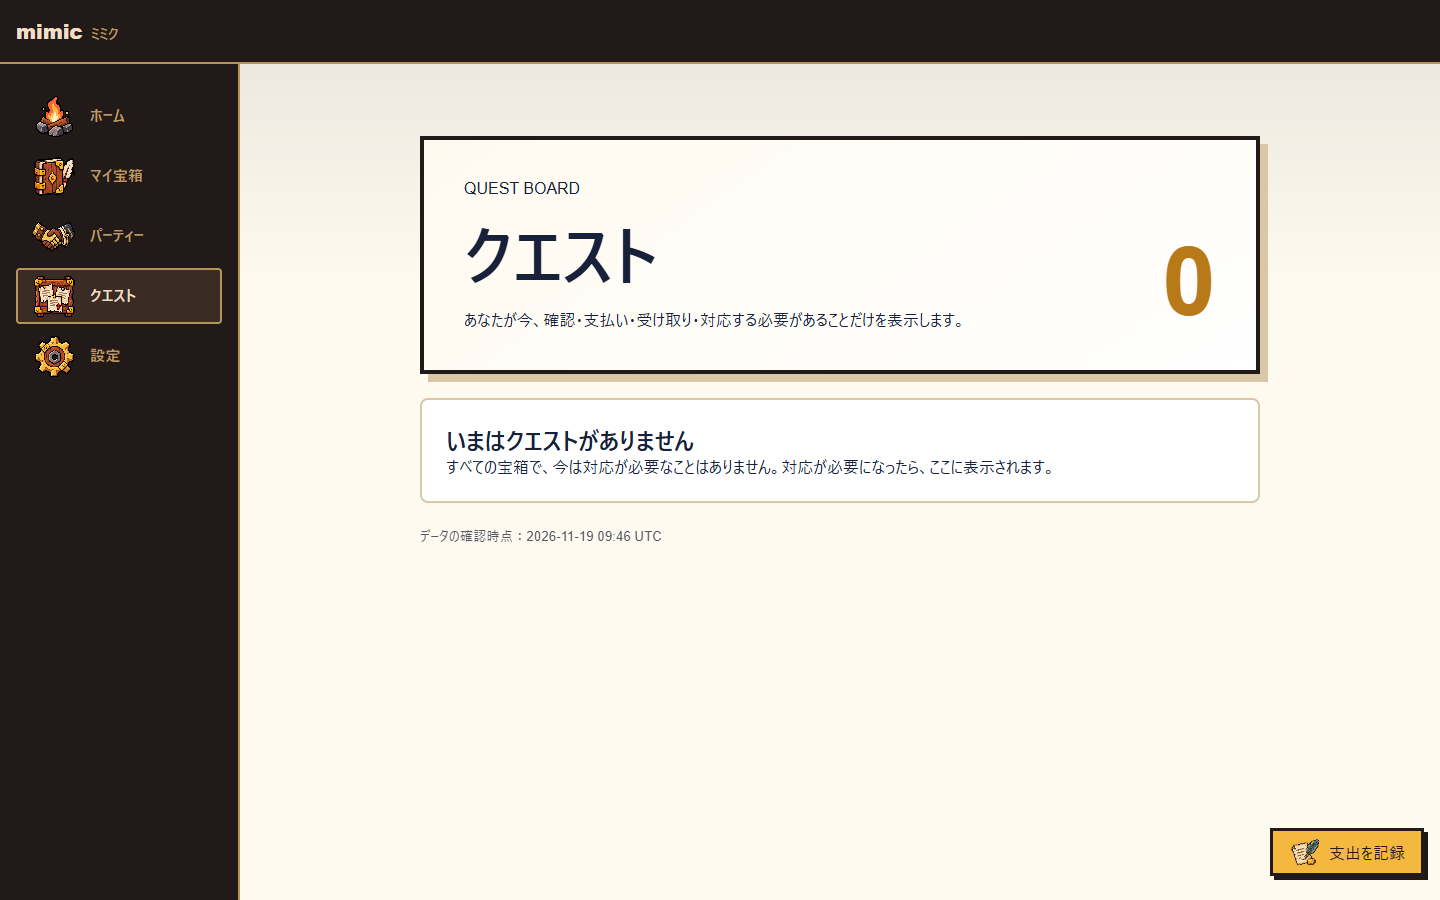 mimic ミミク
ホーム
マイ宝箱
パーティー
クエスト
設定
QUEST BOARD
クエスト
0
あなたが今、確認・支払い・受け取り・対応する必要があることだけを表示します。
いまはクエストがありません
すべての宝箱で、今は対応が必要なことはありません。対応が必要になったら、ここに表示されます。
データの確認時点：2026-11-19 09:46 UTC
支出を記録